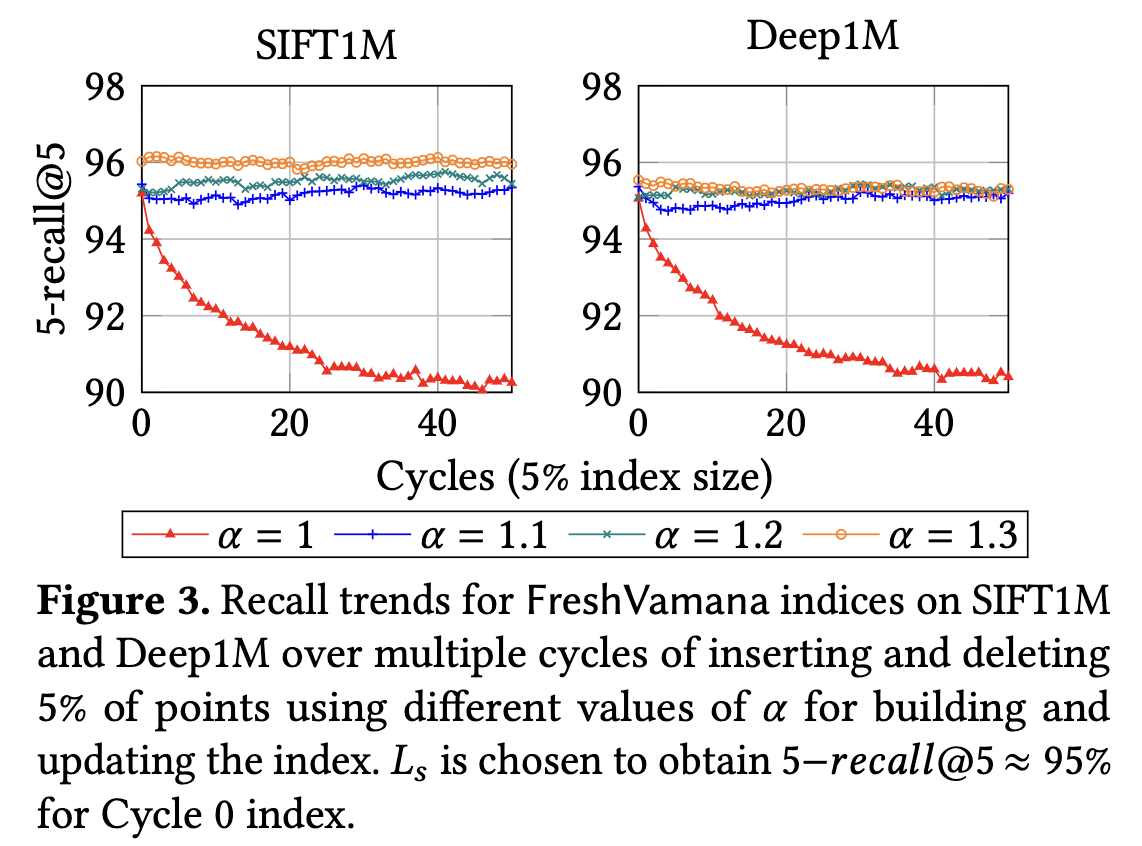 SIFT1M
Deep1M
98
96
94
92
90
98
96
94
92
90
5-recall@5
0 20 40
0 20 40
Cycles (5% index size)
α = 1 α = 1.1 α = 1.2 α = 1.3
Figure 3. Recall trends for FreshVamana indices on SIFT1M
and Deep1M over multiple cycles of inserting and deleting
5% of points using different values of α for building and
updating the index. Lₛ is chosen to obtain 5−recall@5 ≈ 95%
for Cycle 0 index.